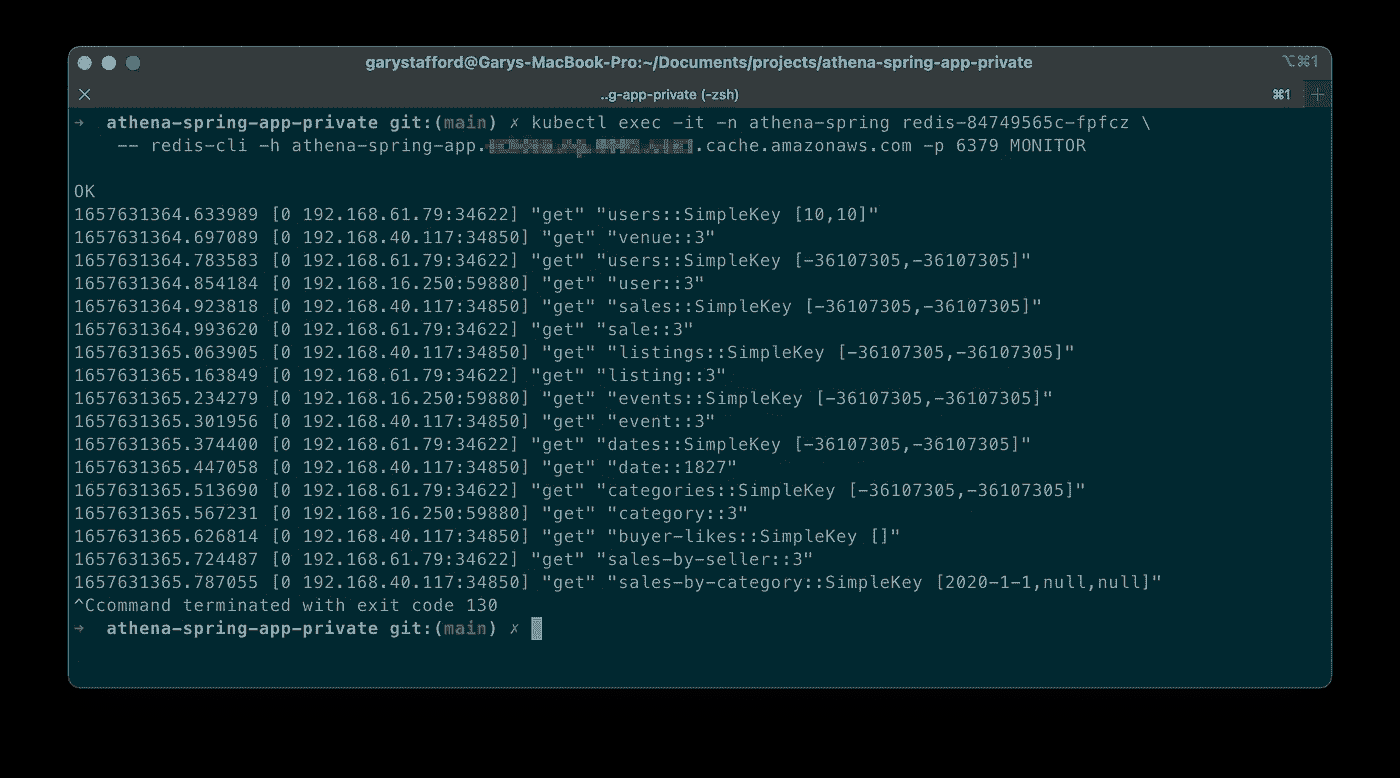 garystafford@Garys-MacBook-Pro:~/Documents/projects/athena-spring-app-private ⌥⌘1
..g-app-private (-zsh) ⌘1
→ athena-spring-app-private git:(main) ✗ kubectl exec -it -n athena-spring redis-84749565c-fpfcz \
-- redis-cli -h athena-spring-app. .cache.amazonaws.com -p 6379 MONITOR
OK
1657631364.633989 [0 192.168.61.79:34622] "get" "users::SimpleKey [10,10]"
1657631364.697089 [0 192.168.40.117:34850] "get" "venue::3"
1657631364.783583 [0 192.168.61.79:34622] "get" "users::SimpleKey [-36107305,-36107305]"
1657631364.854184 [0 192.168.16.250:59880] "get" "user::3"
1657631364.923818 [0 192.168.40.117:34850] "get" "sales::SimpleKey [-36107305,-36107305]"
1657631364.993620 [0 192.168.61.79:34622] "get" "sale::3"
1657631365.063905 [0 192.168.40.117:34850] "get" "listings::SimpleKey [-36107305,-36107305]"
1657631365.163849 [0 192.168.61.79:34622] "get" "listing::3"
1657631365.234279 [0 192.168.16.250:59880] "get" "events::SimpleKey [-36107305,-36107305]"
1657631365.301956 [0 192.168.40.117:34850] "get" "event::3"
1657631365.374400 [0 192.168.61.79:34622] "get" "dates::SimpleKey [-36107305,-36107305]"
1657631365.447058 [0 192.168.40.117:34850] "get" "date::1827"
1657631365.513690 [0 192.168.61.79:34622] "get" "categories::SimpleKey [-36107305,-36107305]"
1657631365.567231 [0 192.168.16.250:59880] "get" "category::3"
1657631365.626814 [0 192.168.40.117:34850] "get" "buyer-likes::SimpleKey []"
1657631365.724487 [0 192.168.61.79:34622] "get" "sales-by-seller::3"
1657631365.787055 [0 192.168.40.117:34850] "get" "sales-by-category::SimpleKey [2020-1-1,null,null]"
^Ccommand terminated with exit code 130
→ athena-spring-app-private git:(main) ✗